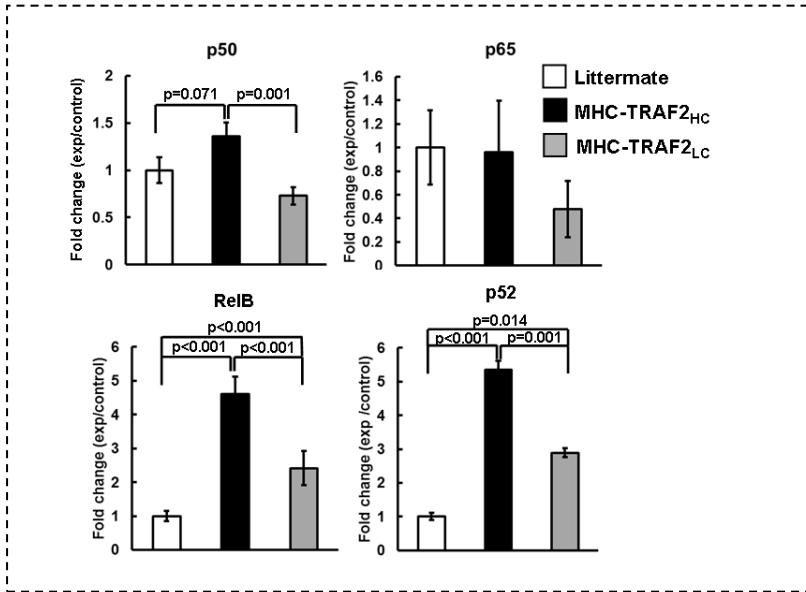 p50
Fold change (exp/control)
2
1.5
1
0.5
0
p=0.071
p=0.001
p65
Fold change (exp/control)
1.6
1.4
1.2
1
0.8
0.6
0.4
0.2
0
Littermate
MHC-TRAF2HC
MHC-TRAF2LC
RelB
Fold change (exp/control)
6
5
4
3
2
1
0
p<0.001
p<0.001
p<0.001
p52
Fold change (exp /control)
6
5
4
3
2
1
0
p=0.014
p<0.001
p=0.001